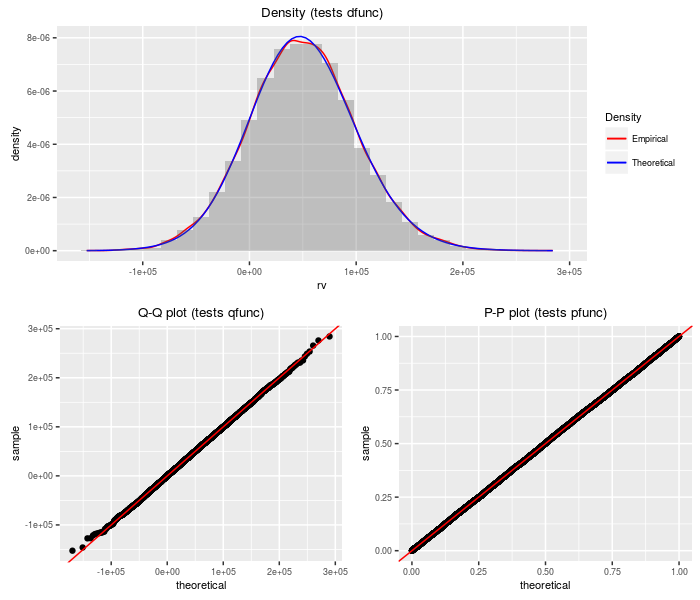 Density (tests dfunc)
8e-06
6e-06
4e-06
2e-06
0e+00
density
-1e+05
0e+00
1e+05
2e+05
3e+05
rv
Density
Empirical
Theoretical
Q-Q plot (tests qfunc)
3e+05
2e+05
1e+05
0e+00
-1e+05
sample
-1e+05
0e+00
1e+05
2e+05
3e+05
theoretical
P-P plot (tests pfunc)
1.00
0.75
0.50
0.25
0.00
sample
0.00
0.25
0.50
0.75
1.00
theoretical